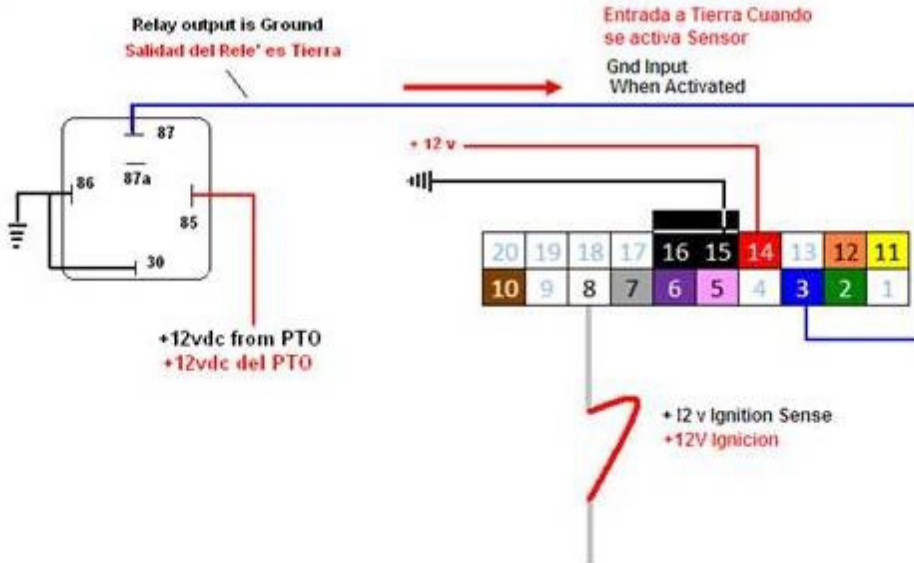 Relay output is Ground
Salidad del Rele' es Tierra
Entrada a Tierra Cuando
se activa Sensor
Gnd Input
When Activated
87
87a
86
85
30
+ 12 v
20 19 18 17 16 15 14 13 12 11
10 9 8 7 6 5 4 3 2 1
+12vdc from PTO
+12vdc del PTO
+ I2 v Ignition Sense
+12V Ignicion